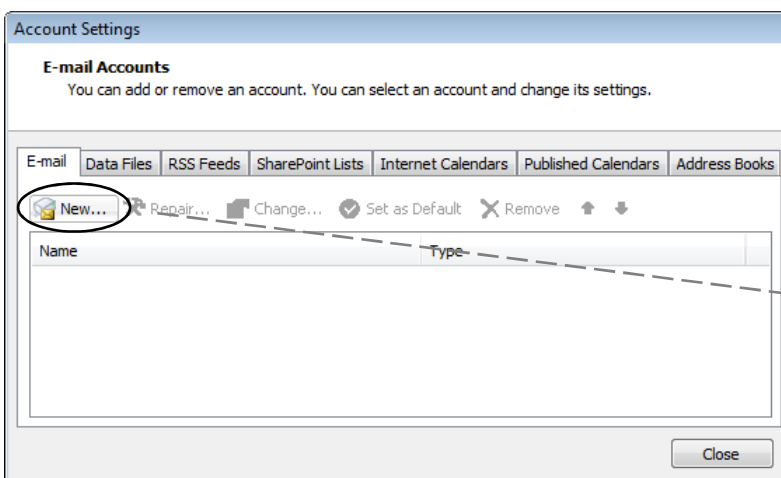 Account Settings
E-mail Accounts
You can add or remove an account. You can select an account and change its settings.
E-mail Data Files RSS Feeds SharePoint Lists Internet Calendars Published Calendars Address Books
New... Repair... Change... Set as Default Remove
Name Type
Close